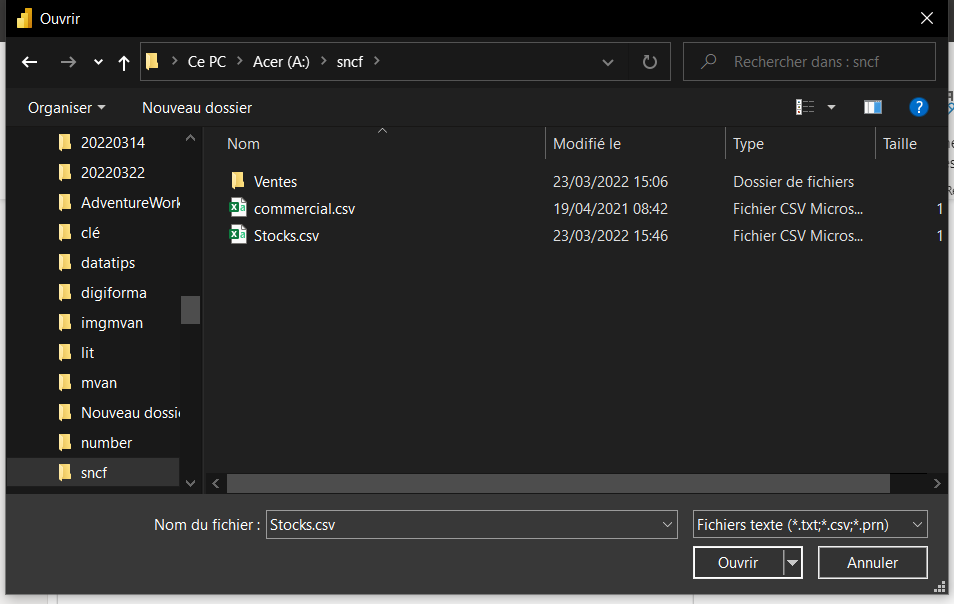 Ouvrir
Ce PC Acer (A:) sncf
Rechercher dans : sncf
Organiser Nouveau dossier
Nom Modifié le Type Taille
20220314
20220322
AdventureWork
clé
datatips
digiforma
imgmvan
lit
mvan
Nouveau dossi
number
sncf
Ventes 23/03/2022 15:06 Dossier de fichiers
commercial.csv 19/04/2021 08:42 Fichier CSV Micros... 1
Stocks.csv 23/03/2022 15:46 Fichier CSV Micros... 1
Nom du fichier : Stocks.csv
Fichiers texte (*.txt;*.csv;*.prn)
Ouvrir Annuler